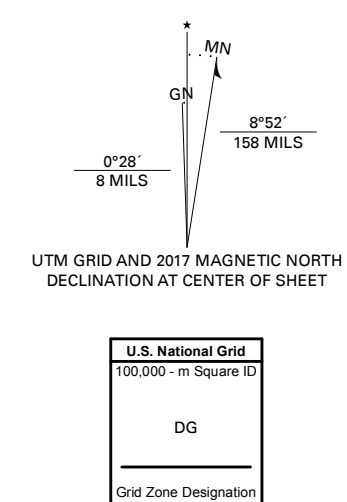 ★
MN
GN
8°52´
158 MILS
0°28´
8 MILS
UTM GRID AND 2017 MAGNETIC NORTH
DECLINATION AT CENTER OF SHEET
U.S. National Grid
100,000 - m Square ID
DG
Grid Zone Designation